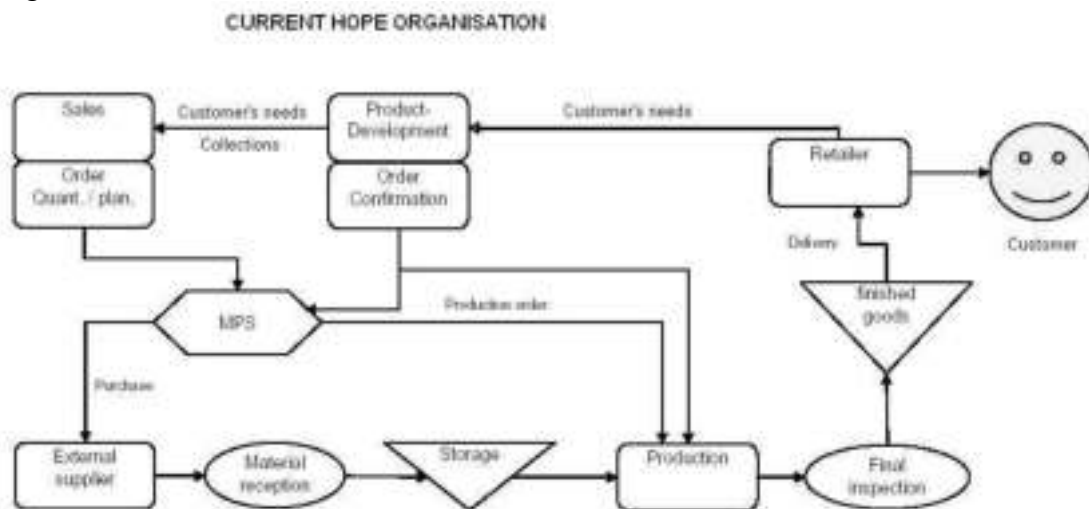 CURRENT HOPE ORGANISATION
Sales
Customer's needs
Collections
Product-
Development
Customer's needs
Retailer
Order
Quant. / plan.
Order
Confirmation
Delivery
Customer
MPS
Production order
finished
goods
Purchase
External
supplier
Material
reception
Storage
Production
Final
inspection